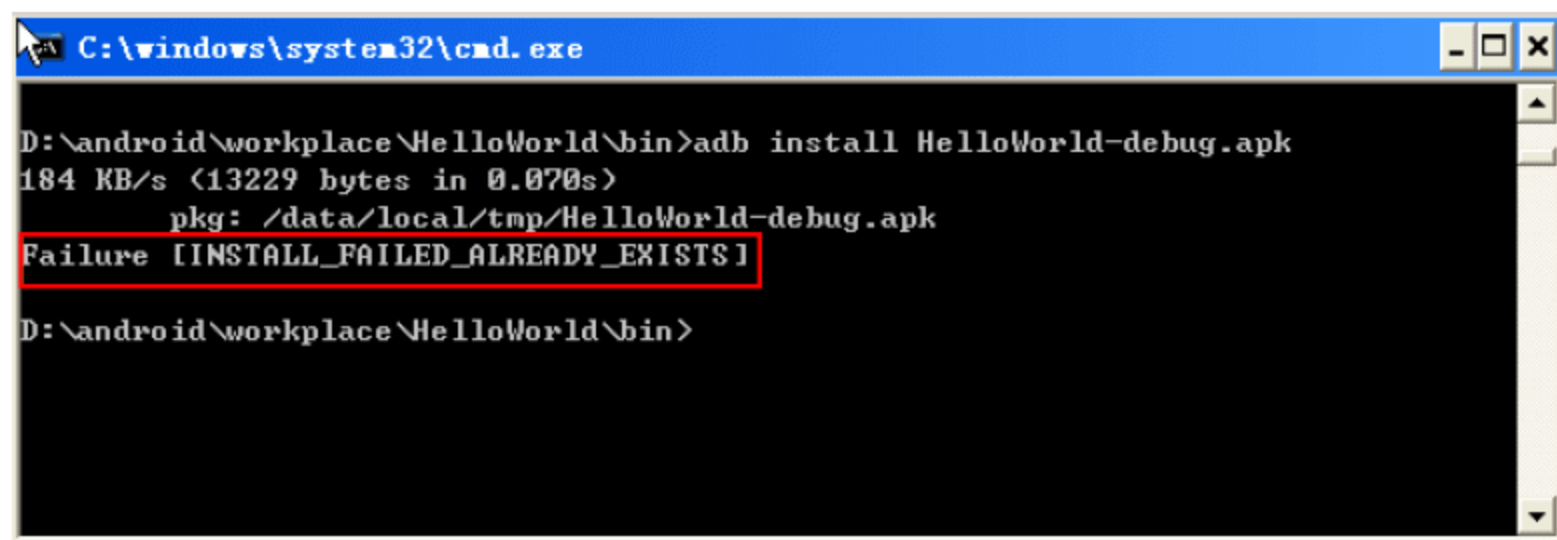 C:\windows\system32\cmd.exe
D:\android\workplace\HelloWorld\bin>adb install HelloWorld-debug.apk
184 KB/s (13229 bytes in 0.070s)
pkg: /data/local/tmp/HelloWorld-debug.apk
Failure [INSTALL_FAILED_ALREADY_EXISTS]
D:\android\workplace\HelloWorld\bin>